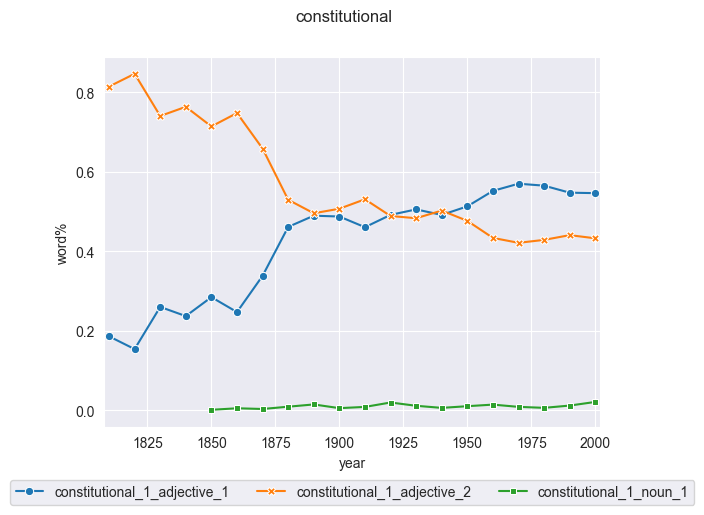 constitutional
0.8
0.6
0.4
0.2
0.0
word%
1825 1850 1875 1900 1925 1950 1975 2000
year
constitutional_1_adjective_1 constitutional_1_adjective_2 constitutional_1_noun_1